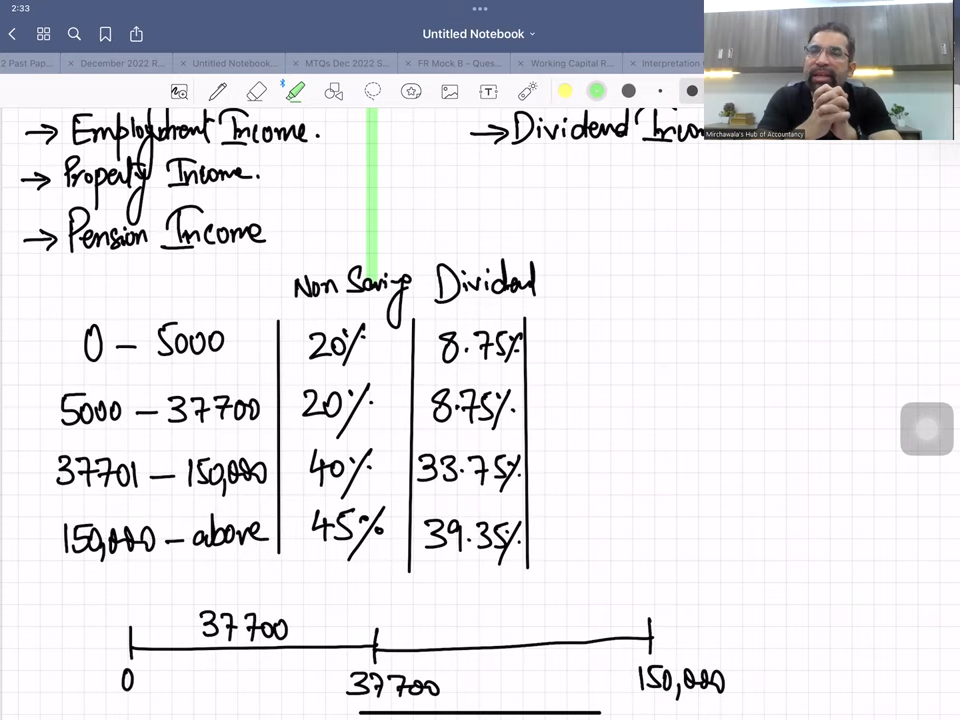 2:33
Untitled Notebook
2 Past Pap...
December 2022 R...
Untitled Notebook...
MTQs Dec 2022 S...
FR Mock B - Ques...
Working Capital R...
Interpretation
Mirchawala's Hub of Accountancy
→ Employment Income.
→ Dividend
→ Property Income.
→ Pension Income
Non Saving Dividend
0 - 5000 20% 8.75%
5000 - 37700 20% 8.75%
37701 - 150,000 40% 33.75%
150,000 - above 45% 39.35%
37700
0 37700 150,000